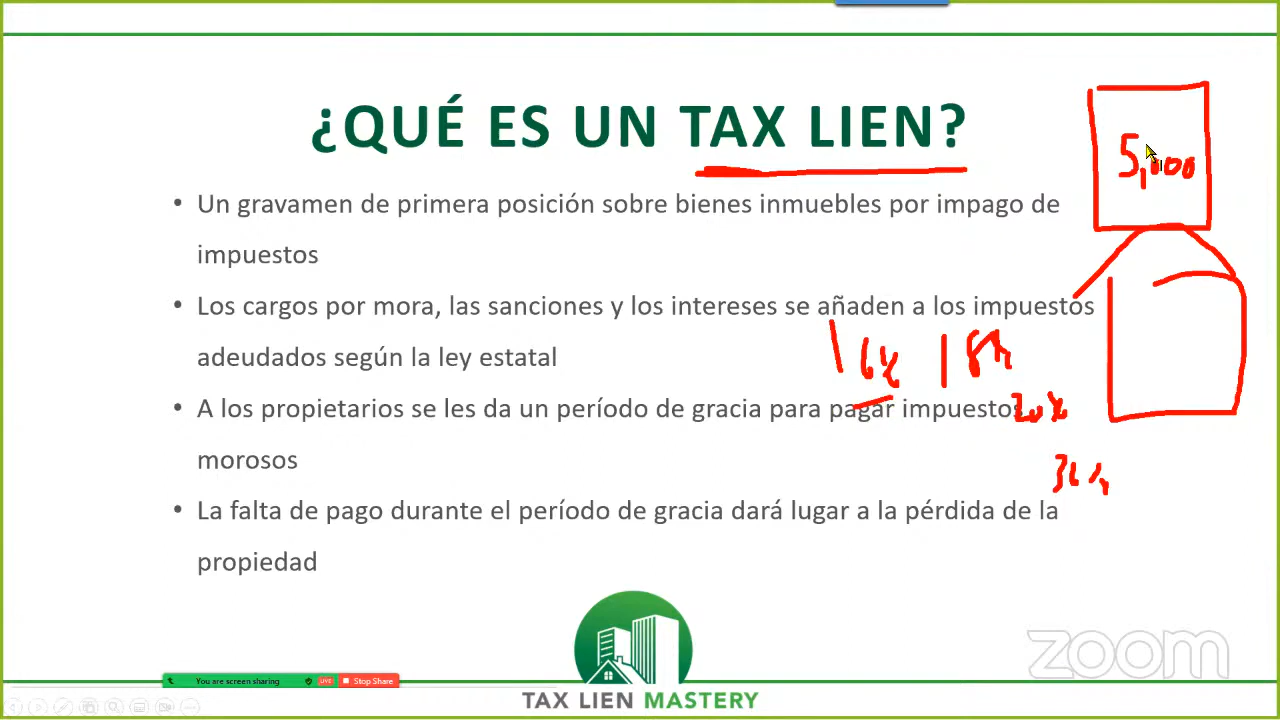 ¿QUÉ ES UN TAX LIEN?
5,000
• Un gravamen de primera posición sobre bienes inmuebles por impago de
impuestos
• Los cargos por mora, las sanciones y los intereses se añaden a los impuestos
adeudados según la ley estatal
16% 18%
• A los propietarios se les da un período de gracia para pagar impuestos
20%
morosos
36%
• La falta de pago durante el período de gracia dará lugar a la pérdida de la
propiedad
zoom
You are screen sharing
LIVE
Stop Share
TAX LIEN MASTERY